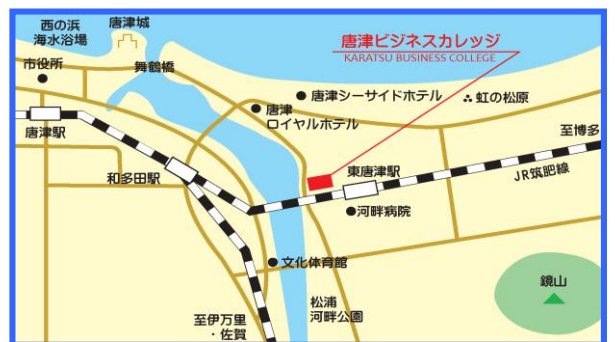 西の浜
海水浴場
唐津城
唐津ビジネスカレッジ
KARATSU BUSINESS COLLEGE
市役所
舞鶴橋
唐津シーサイドホテル
虹の松原
唐津
ロイヤルホテル
唐津駅
至博多
和多田駅
東唐津駅
JR筑肥線
河畔病院
文化体育館
鏡山
松浦
河畔公園
至伊万里
・佐賀